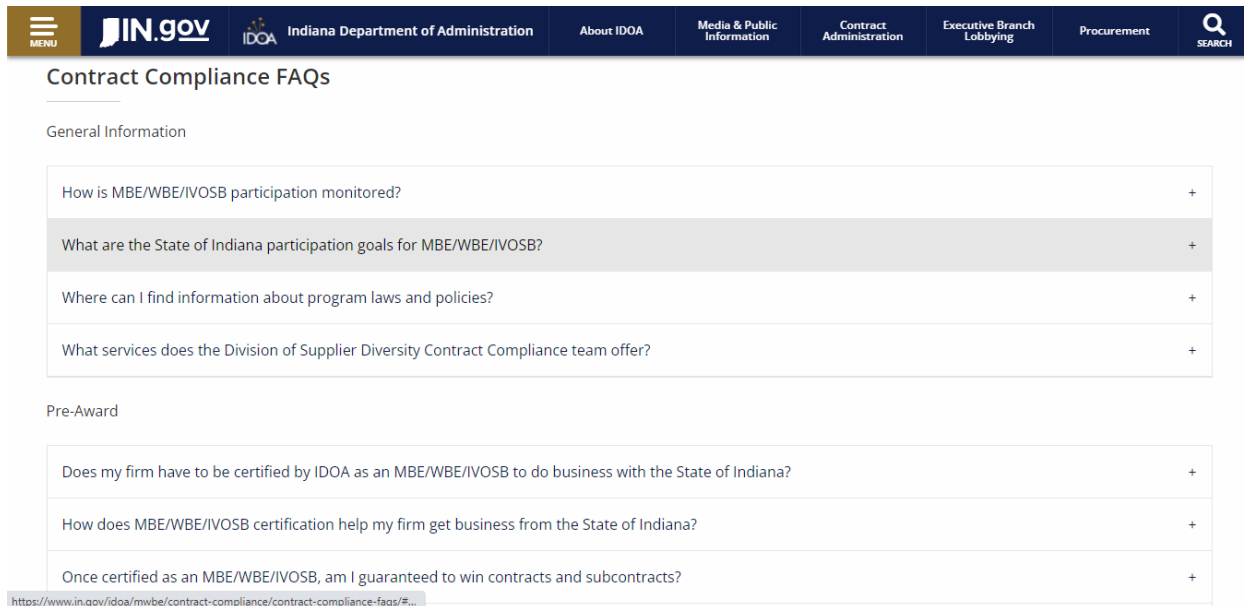 MENU
IN.gov
IDOA
Indiana Department of Administration
About IDOA
Media & Public
Information
Contract
Administration
Executive Branch
Lobbying
Procurement
SEARCH
Contract Compliance FAQs
General Information
How is MBE/WBE/IVOSB participation monitored? +
What are the State of Indiana participation goals for MBE/WBE/IVOSB? +
Where can I find information about program laws and policies? +
What services does the Division of Supplier Diversity Contract Compliance team offer? +
Pre-Award
Does my firm have to be certified by IDOA as an MBE/WBE/IVOSB to do business with the State of Indiana? +
How does MBE/WBE/IVOSB certification help my firm get business from the State of Indiana? +
Once certified as an MBE/WBE/IVOSB, am I guaranteed to win contracts and subcontracts? +
https://www.in.gov/idoa/mwbe/contract-compliance/contract-compliance-faqs/#...